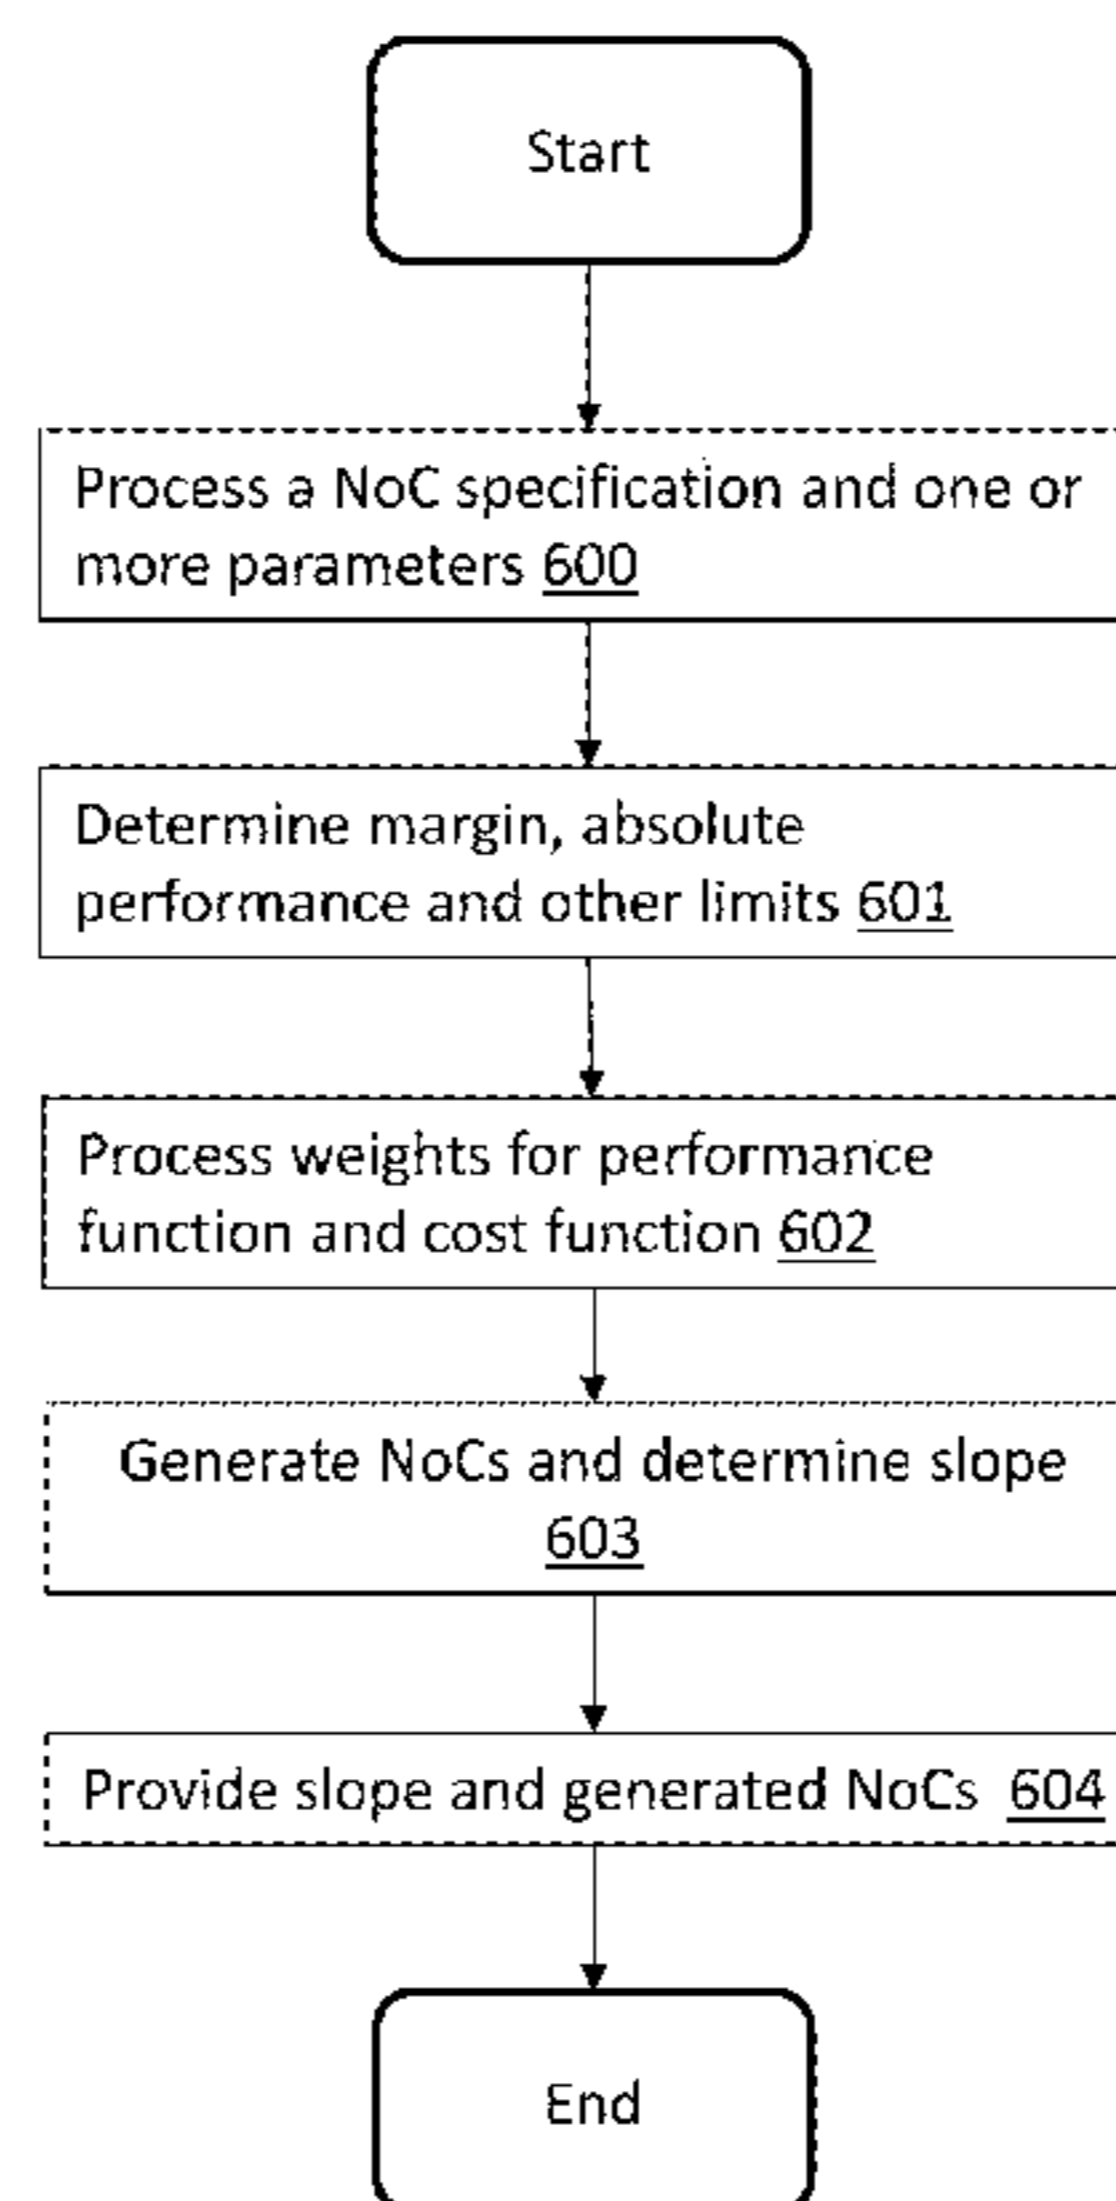 Start
Process a NoC specification and one or
more parameters 600
Determine margin, absolute
performance and other limits 601
Process weights for performance
function and cost function 602
Generate NoCs and determine slope
603
Provide slope and generated NoCs 604
End